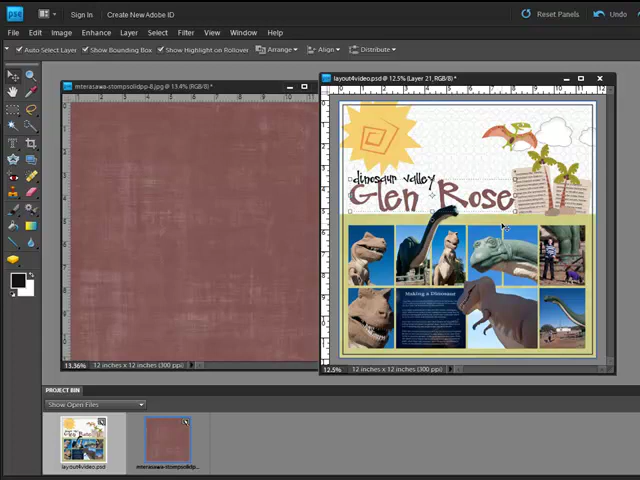 pse
Sign In
Create New Adobe ID
Reset Panels
Undo
File Edit Image Enhance Layer Select Filter View Window Help
Auto Select Layer
Show Bounding Box
Show Highlight on Rollover
Arrange
Align
Distribute
mterasawa-stompsolidpp-8.jpg @ 13.4% (RGB/8) *
layout4video.psd @ 12.5% (Layer 21, RGB/8) *
dinosaur valley
Glen Rose
Making a Dinosaur
13.36%
12 inches x 12 inches (300 ppi)
12.5%
12 inches x 12 inches (300 ppi)
PROJECT BIN
Show Open Files
layout4video.psd
mterasawa-stompsolidpp...